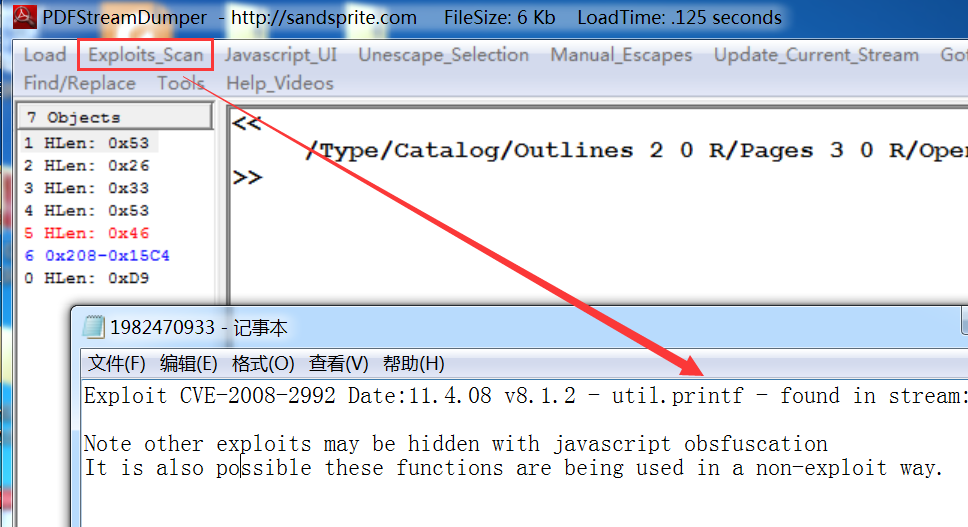 PDFStreamDumper - http://sandsprite.com FileSize: 6 Kb LoadTime: .125 seconds
Load Exploits_Scan Javascript_UI Unescape_Selection Manual_Escapes Update_Current_Stream Got
Find/Replace Tools Help_Videos
7 Objects
1 HLen: 0x53
2 HLen: 0x26
3 HLen: 0x33
4 HLen: 0x53
5 HLen: 0x46
6 0x208-0x15C4
0 HLen: 0xD9
<<
/Type/Catalog/Outlines 2 0 R/Pages 3 0 R/Open
>>
1982470933 - 记事本
文件(F) 编辑(E) 格式(O) 查看(V) 帮助(H)
Exploit CVE-2008-2992 Date:11.4.08 v8.1.2 - util.printf - found in stream:
Note other exploits may be hidden with javascript obsfuscation
It is also possible these functions are being used in a non-exploit way.